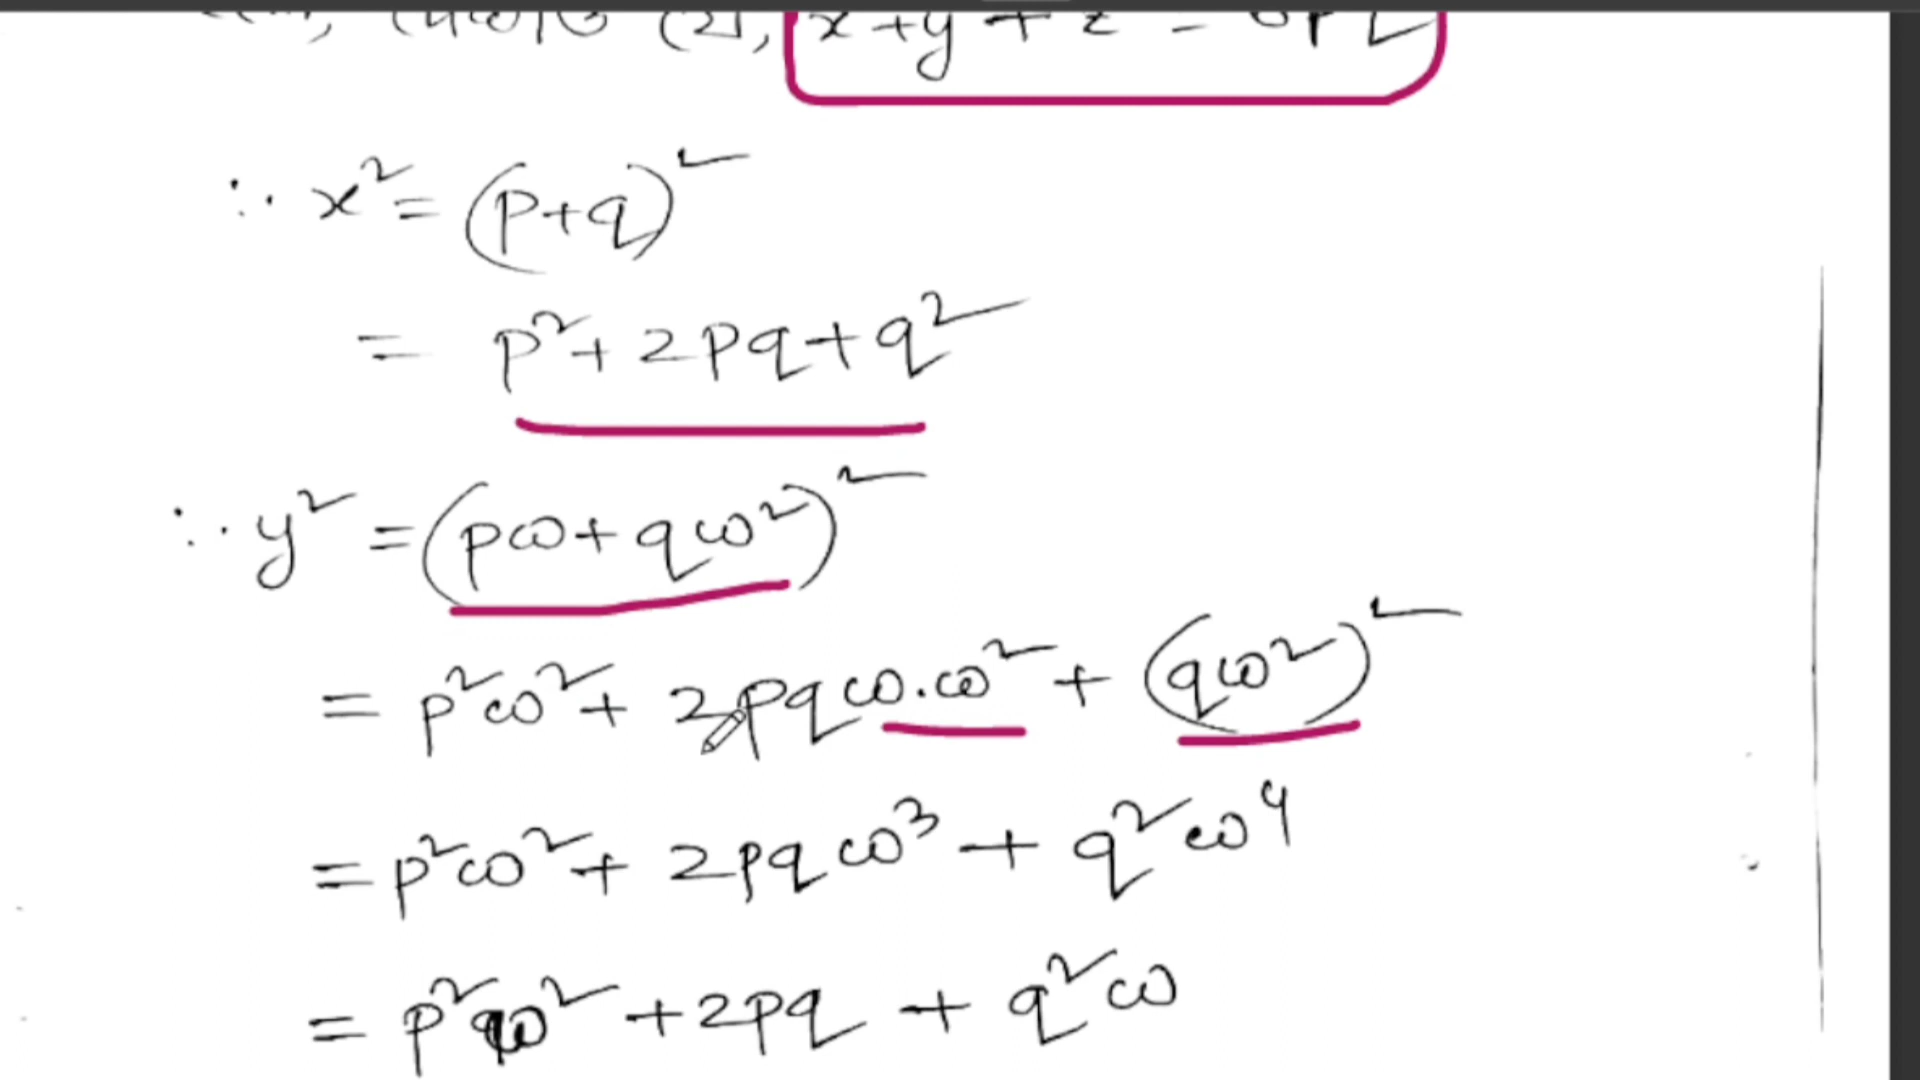 (য), x+y+z = 6pq
∵ x² = (p+q)²
= p²+2pq+q²
∵ y² = (pω+qω²)²
= p²ω²+ 2pqω.ω² + (qω²)²
= p²ω²+ 2pqω³ + q²ω⁴
= p²ω² +2pq + q²ω